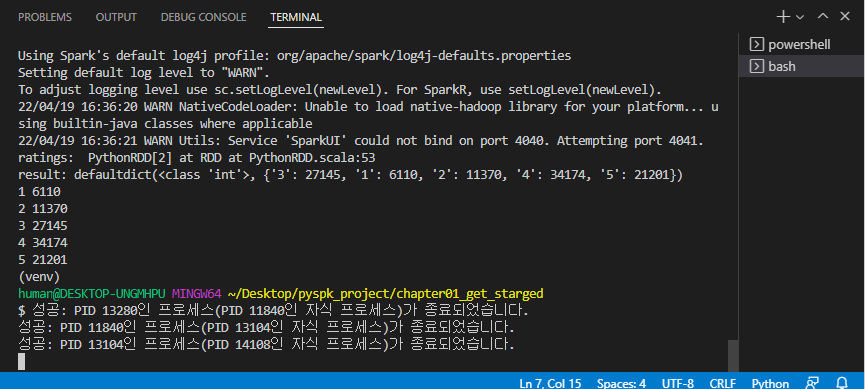 PROBLEMS OUTPUT DEBUG CONSOLE TERMINAL
powershell
bash
Using Spark's default log4j profile: org/apache/spark/log4j-defaults.properties
Setting default log level to "WARN".
To adjust logging level use sc.setLogLevel(newLevel). For SparkR, use setLogLevel(newLevel).
22/04/19 16:36:20 WARN NativeCodeLoader: Unable to load native-hadoop library for your platform... u
sing builtin-java classes where applicable
22/04/19 16:36:21 WARN Utils: Service 'SparkUI' could not bind on port 4040. Attempting port 4041.
ratings:  PythonRDD[2] at RDD at PythonRDD.scala:53
result: defaultdict(<class 'int'>, {'3': 27145, '1': 6110, '2': 11370, '4': 34174, '5': 21201})
1 6110
2 11370
3 27145
4 34174
5 21201
(venv)
human@DESKTOP-UNGMHPU MINGW64 ~/Desktop/pyspk_project/chapter01_get_starged
$ 성공: PID 13280인 프로세스(PID 11840인 자식 프로세스)가 종료되었습니다.
성공: PID 11840인 프로세스(PID 13104인 자식 프로세스)가 종료되었습니다.
성공: PID 13104인 프로세스(PID 14108인 자식 프로세스)가 종료되었습니다.
Ln 7, Col 15 Spaces: 4 UTF-8 CRLF Python